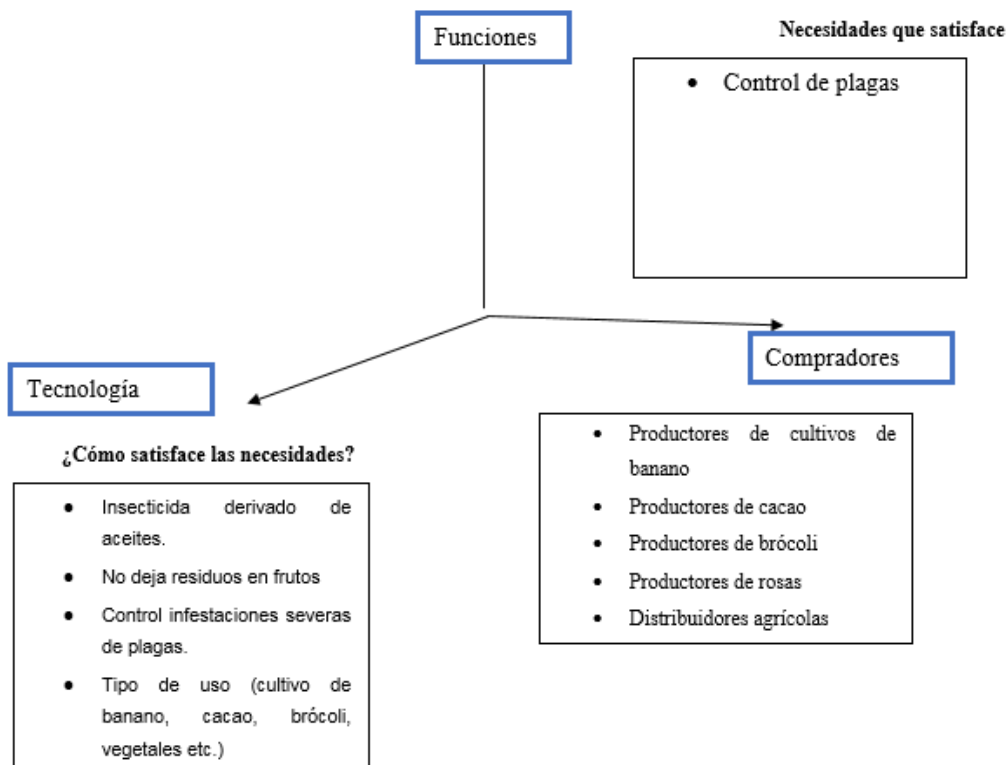 Funciones
Necesidades que satisface
• Control de plagas
Tecnología
Compradores
¿Cómo satisface las necesidades?
● Insecticida derivado de
aceites.
● No deja residuos en frutos
● Control infestaciones severas
de plagas.
● Tipo de uso (cultivo de
banano, cacao, brócoli,
vegetales etc.)
• Productores de cultivos de
banano
• Productores de cacao
• Productores de brócoli
• Productores de rosas
• Distribuidores agrícolas